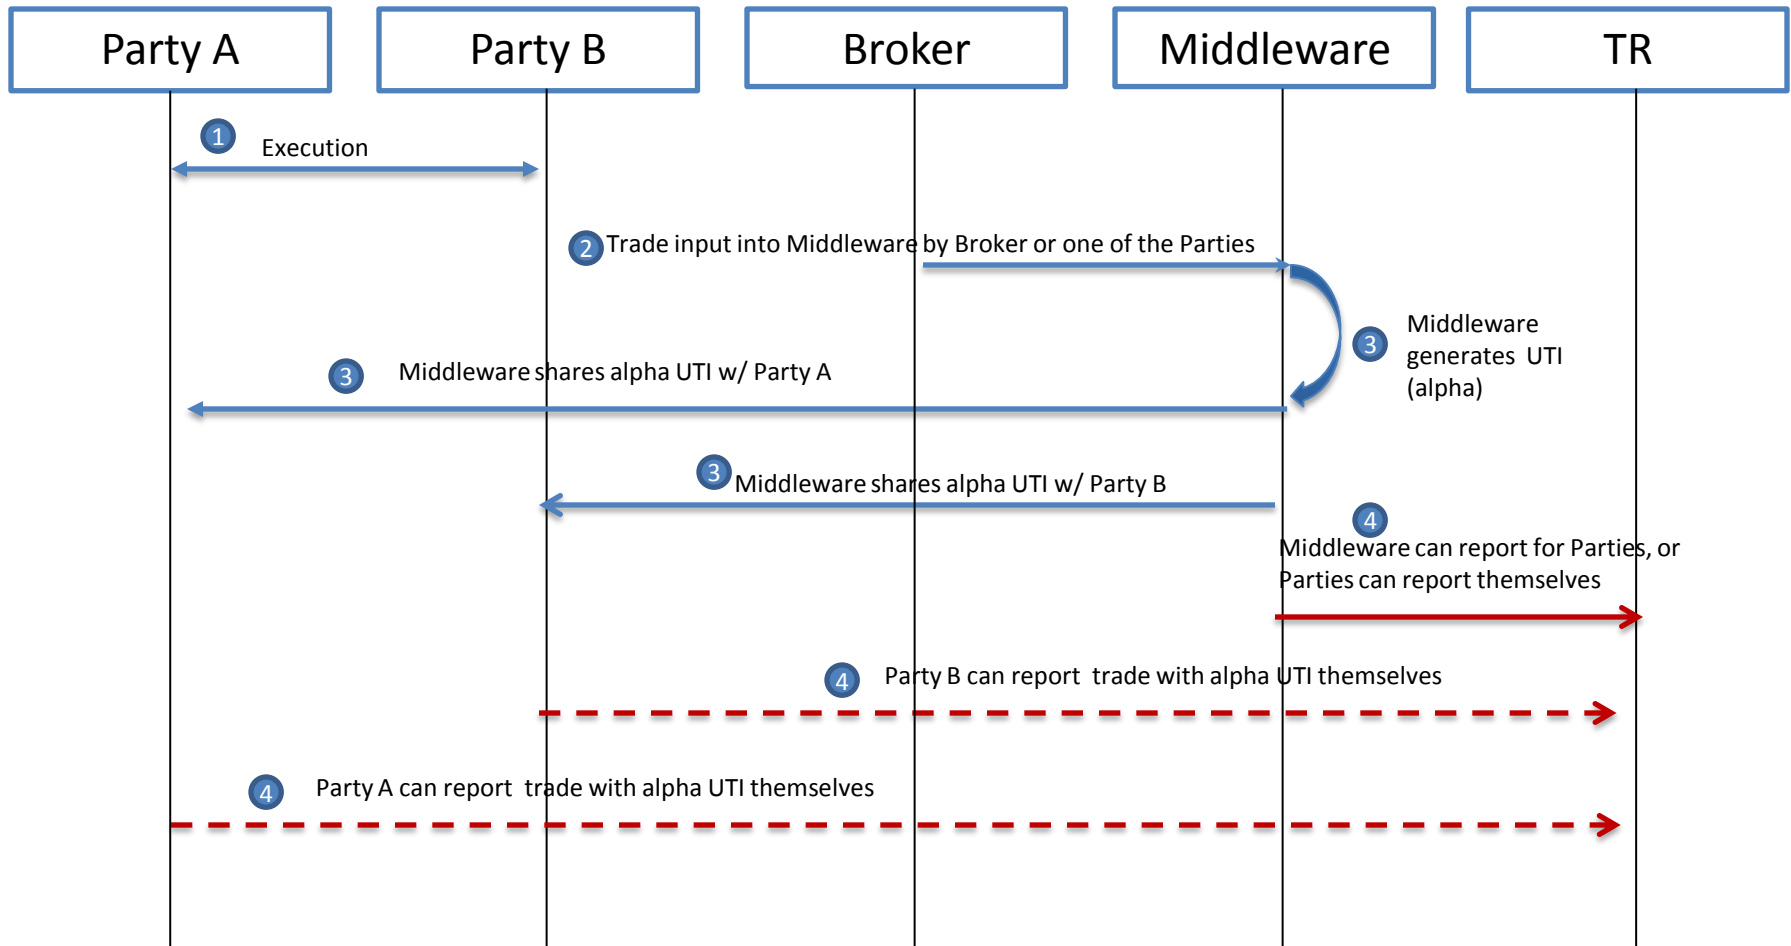 Party A
Party B
Broker
Middleware
TR
1
Execution
2
Trade input into Middleware by Broker or one of the Parties
3
Middleware
generates UTI
(alpha)
3
Middleware shares alpha UTI w/ Party A
3
Middleware shares alpha UTI w/ Party B
4
Middleware can report for Parties, or
Parties can report themselves
4
Party B can report trade with alpha UTI themselves
4
Party A can report trade with alpha UTI themselves